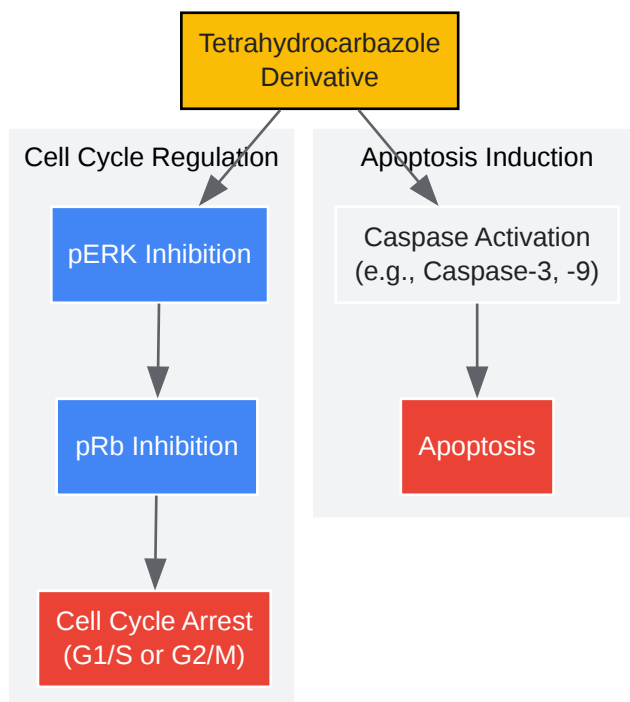 Tetrahydrocarbazole
Derivative
Cell Cycle Regulation
Apoptosis Induction
pERK Inhibition
Caspase Activation
(e.g., Caspase-3, -9)
pRb Inhibition
Apoptosis
Cell Cycle Arrest
(G1/S or G2/M)